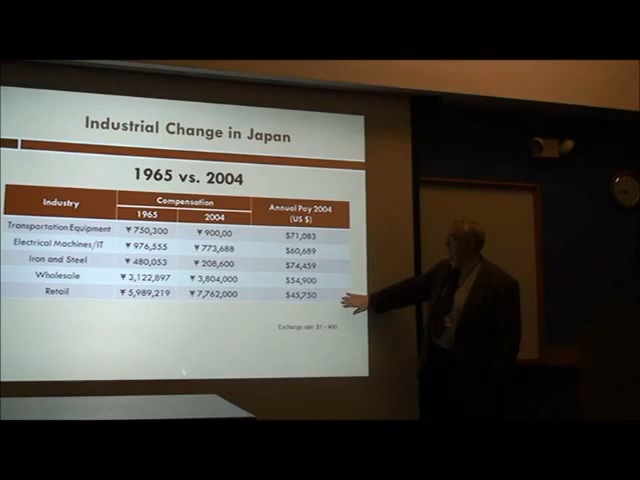 Industrial Change in Japan
1965 vs. 2004
Industry Compensation Annual Pay 2004 (US $)
1965 2004
Transportation Equipment ¥ 750,300 ¥ 900,00 $71,083
Electrical Machines/IT ¥ 976,555 ¥ 773,688 $60,689
Iron and Steel ¥ 480,053 ¥ 208,600 $74,459
Wholesale ¥ 3,122,897 ¥ 3,804,000 $54,900
Retail ¥ 5,989,219 ¥ 7,762,000 $45,750
Exchange rate: $1 =